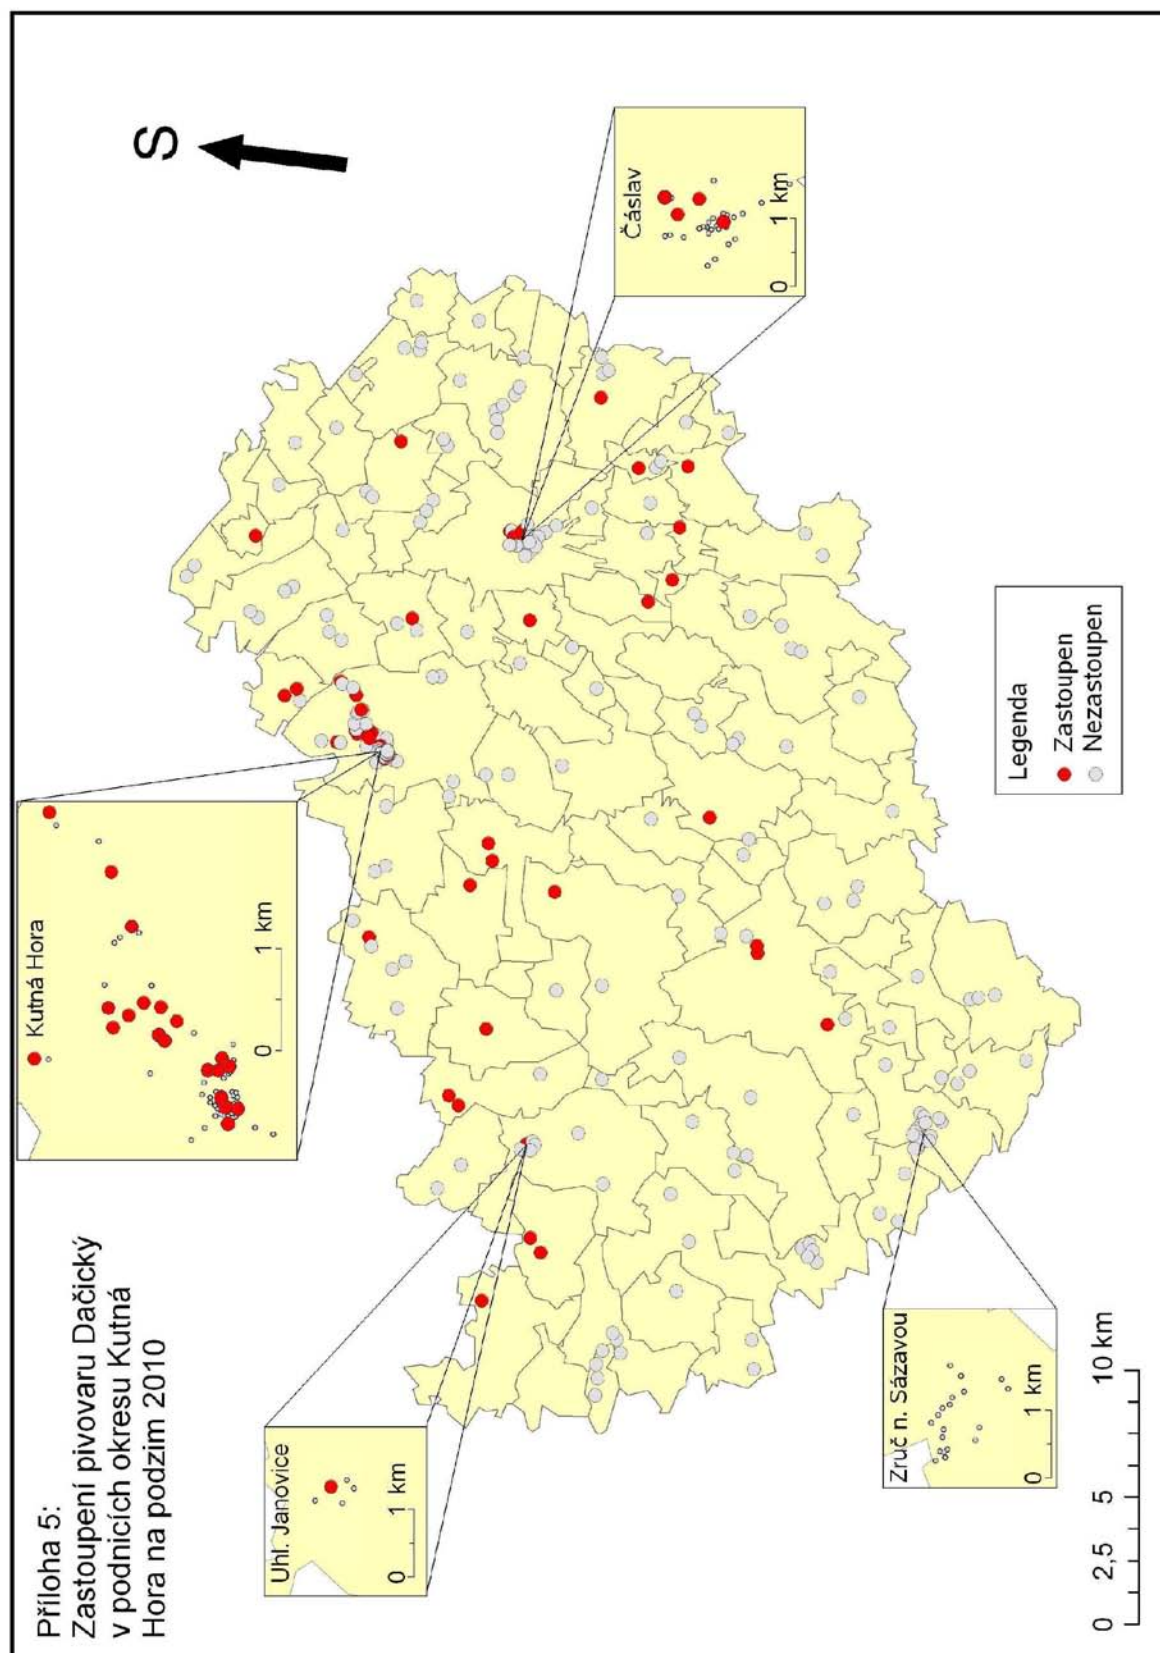 Příloha 5:
Zastoupení pivovaru Dačický
v podnicích okresu Kutná
Hora na podzim 2010
S
Kutná Hora
0 1 km
Čáslav
0 1 km
Uhl. Janovice
0 1 km
Zruč n. Sázavou
0 1 km
Legenda
Zastoupen
Nezastoupen
0 2,5 5 10 km